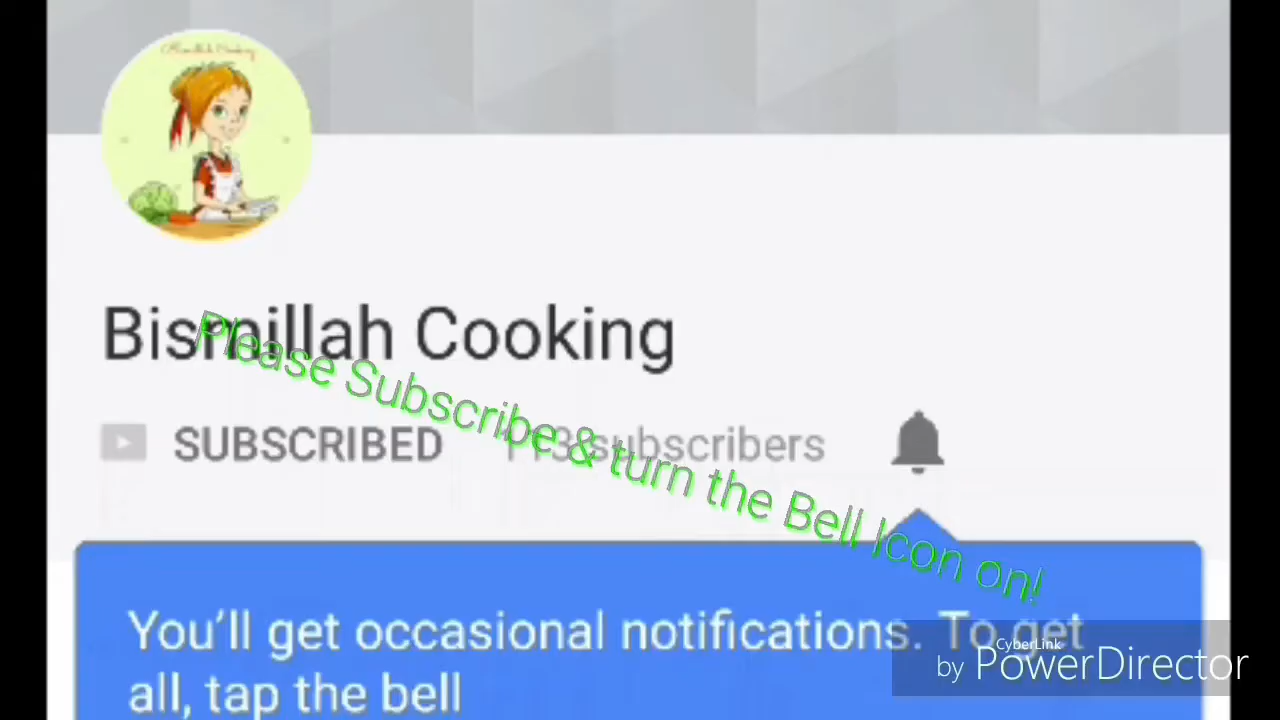 Bismillah Cooking
Please Subscribe & turn the Bell Icon on!
SUBSCRIBED
subscribers
You'll get occasional notifications. To get
all, tap the bell
CyberLink
by PowerDirector